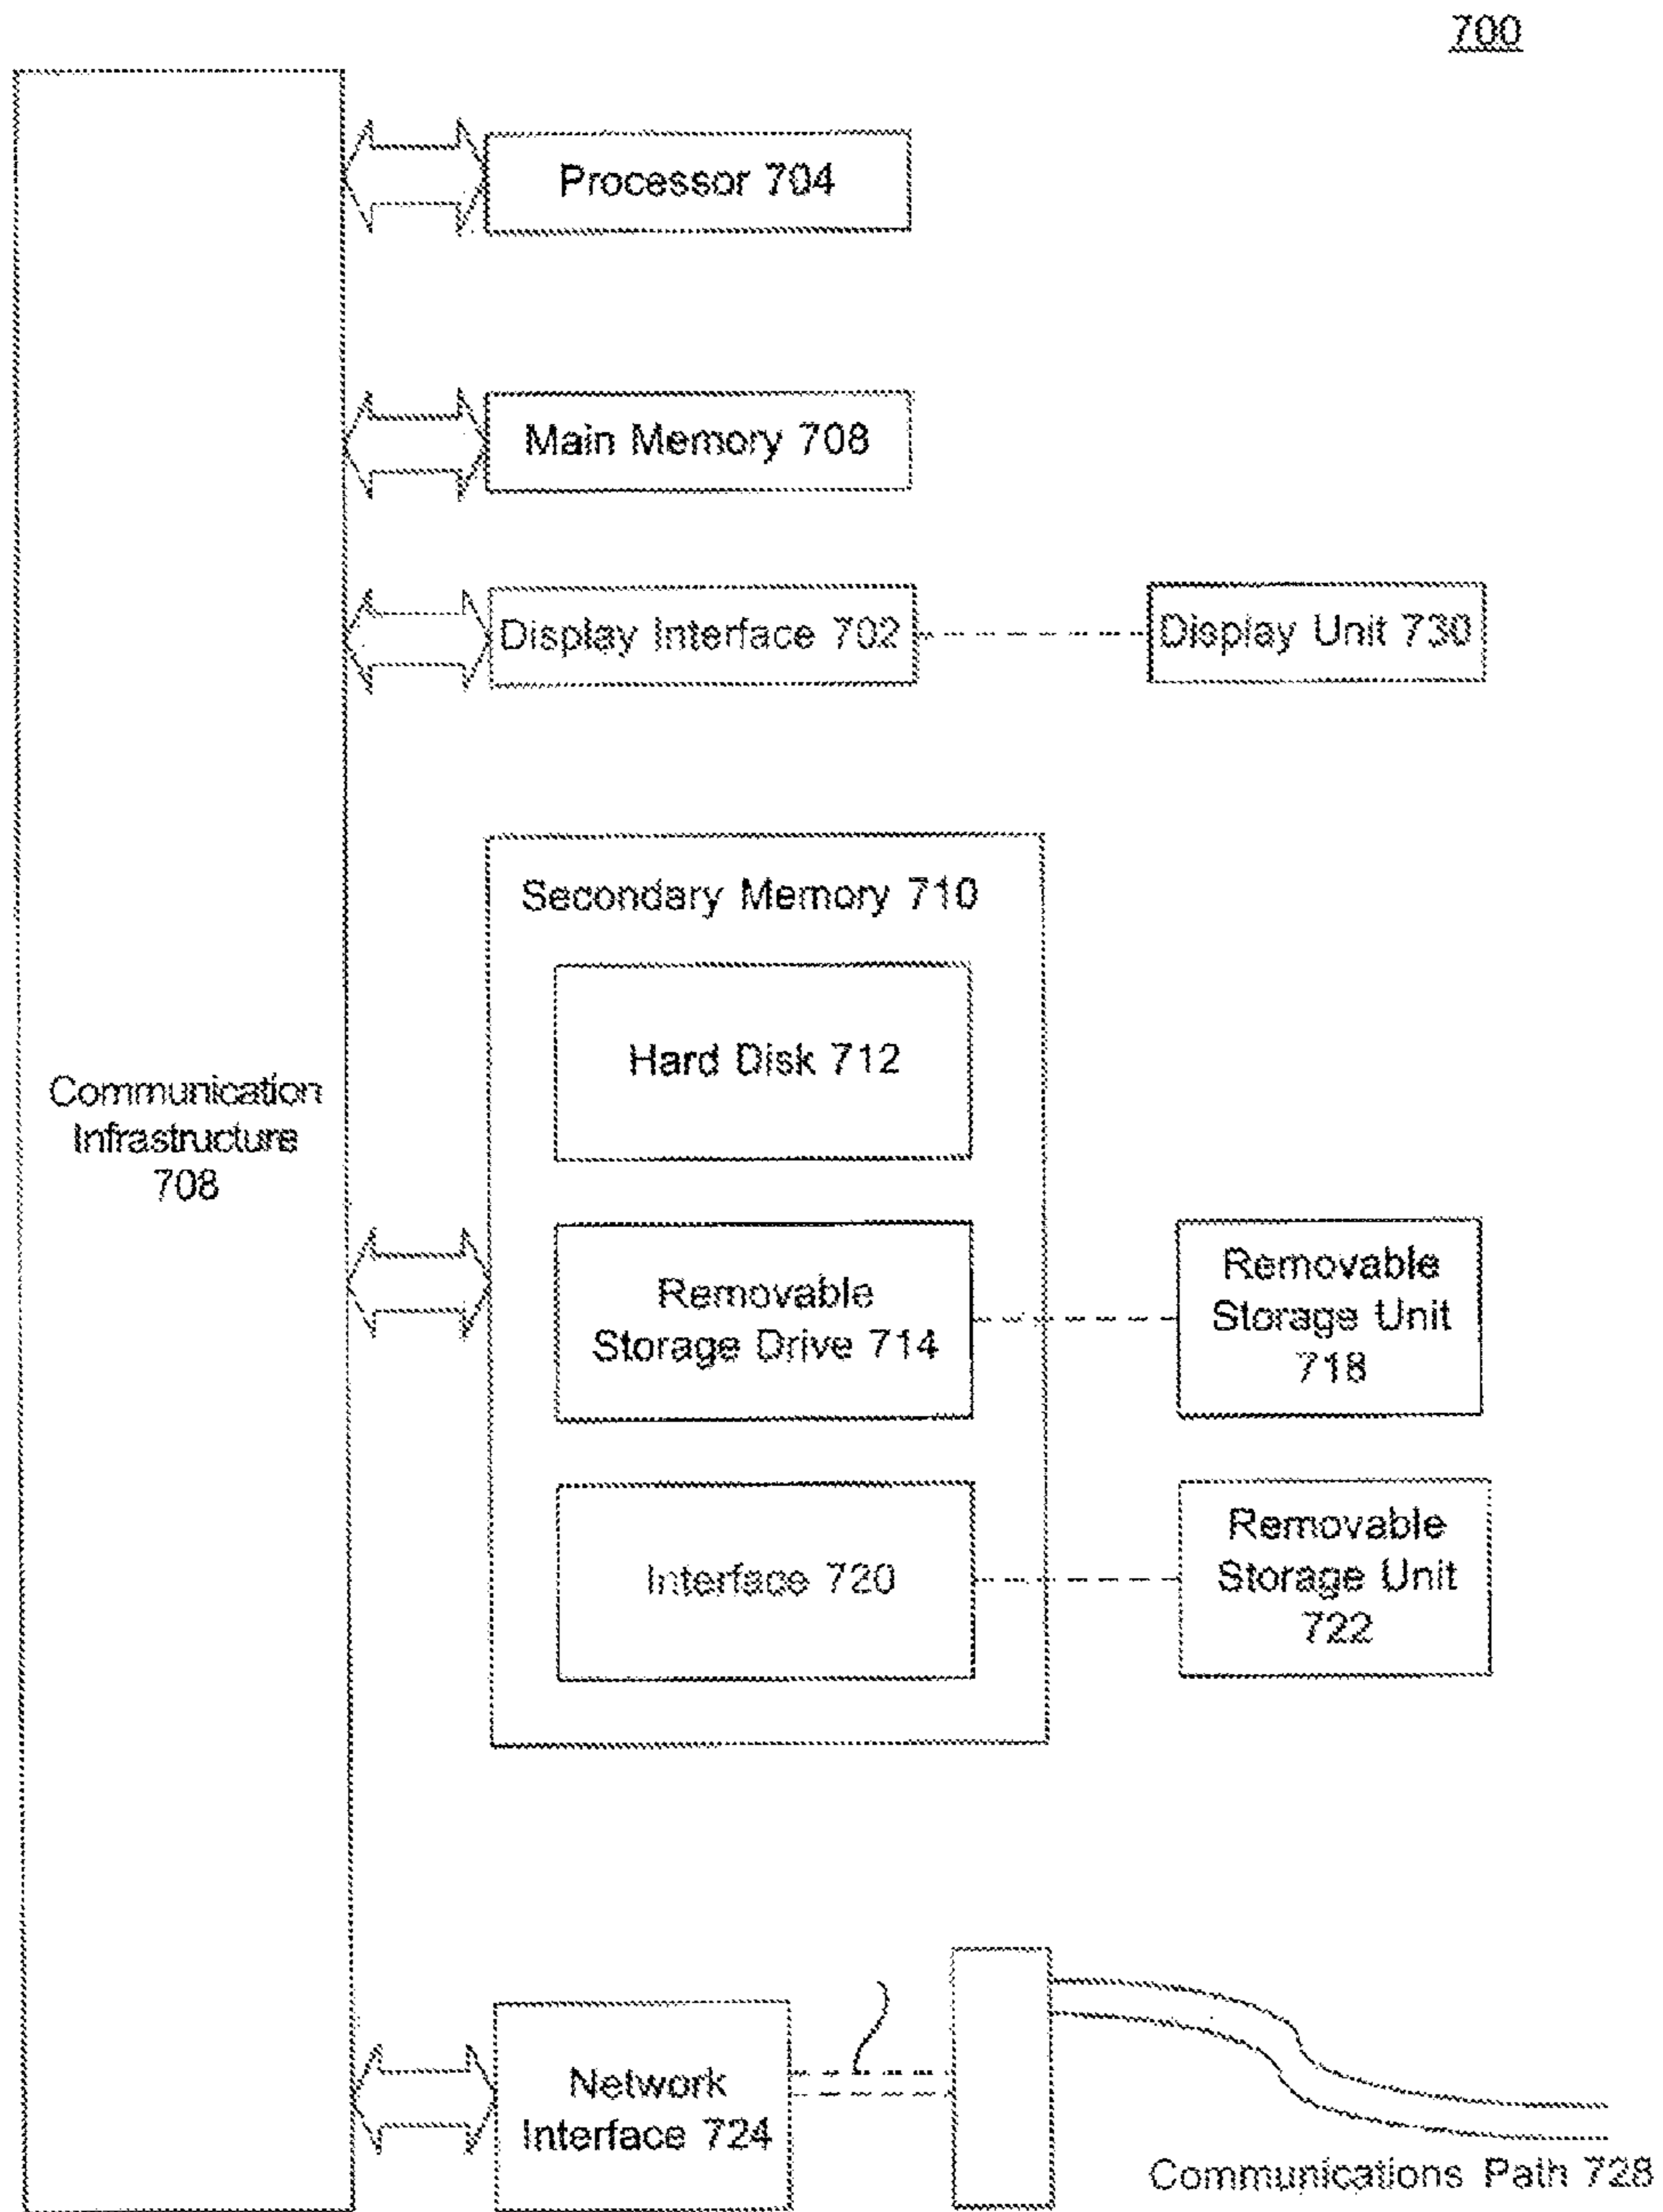 700
Processor 704
Main Memory 708
Display Interface 702
Display Unit 730
Secondary Memory 710
Hard Disk 712
Communication
Infrastructure
708
Removable
Storage Drive 714
Removable
Storage Unit
718
Interface 720
Removable
Storage Unit
722
Network
Interface 724
Communications Path 728